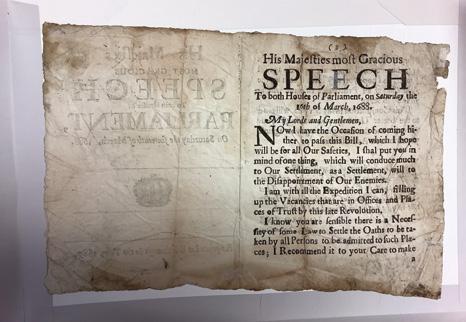 ( 2 )
His Majesties most Gracious
SPEECH
To both Houses of Parliament, on Saturday the
16th of March, 1688.
My Lords and Gentlemen,
NOw I have the Occasion of coming hi-
ther to pass this Bill, which I hope
will be for all Our Safeties, I shal put you in
mind of one thing, which will conduce much
to Our Settlement, as a Settlement, will to
the Disappointment of Our Enemies.
I am with all the Expedition I can, filling
up the Vacancies that are in Offices and Pla-
ces of Trust by this late Revolution,
I know you are sensible there is a Neces-
sity of some Law to Settle the Oaths to be ta-
ken by all Persons to be admitted to such Pla-
ces; I Recommend it to your Care to make
a